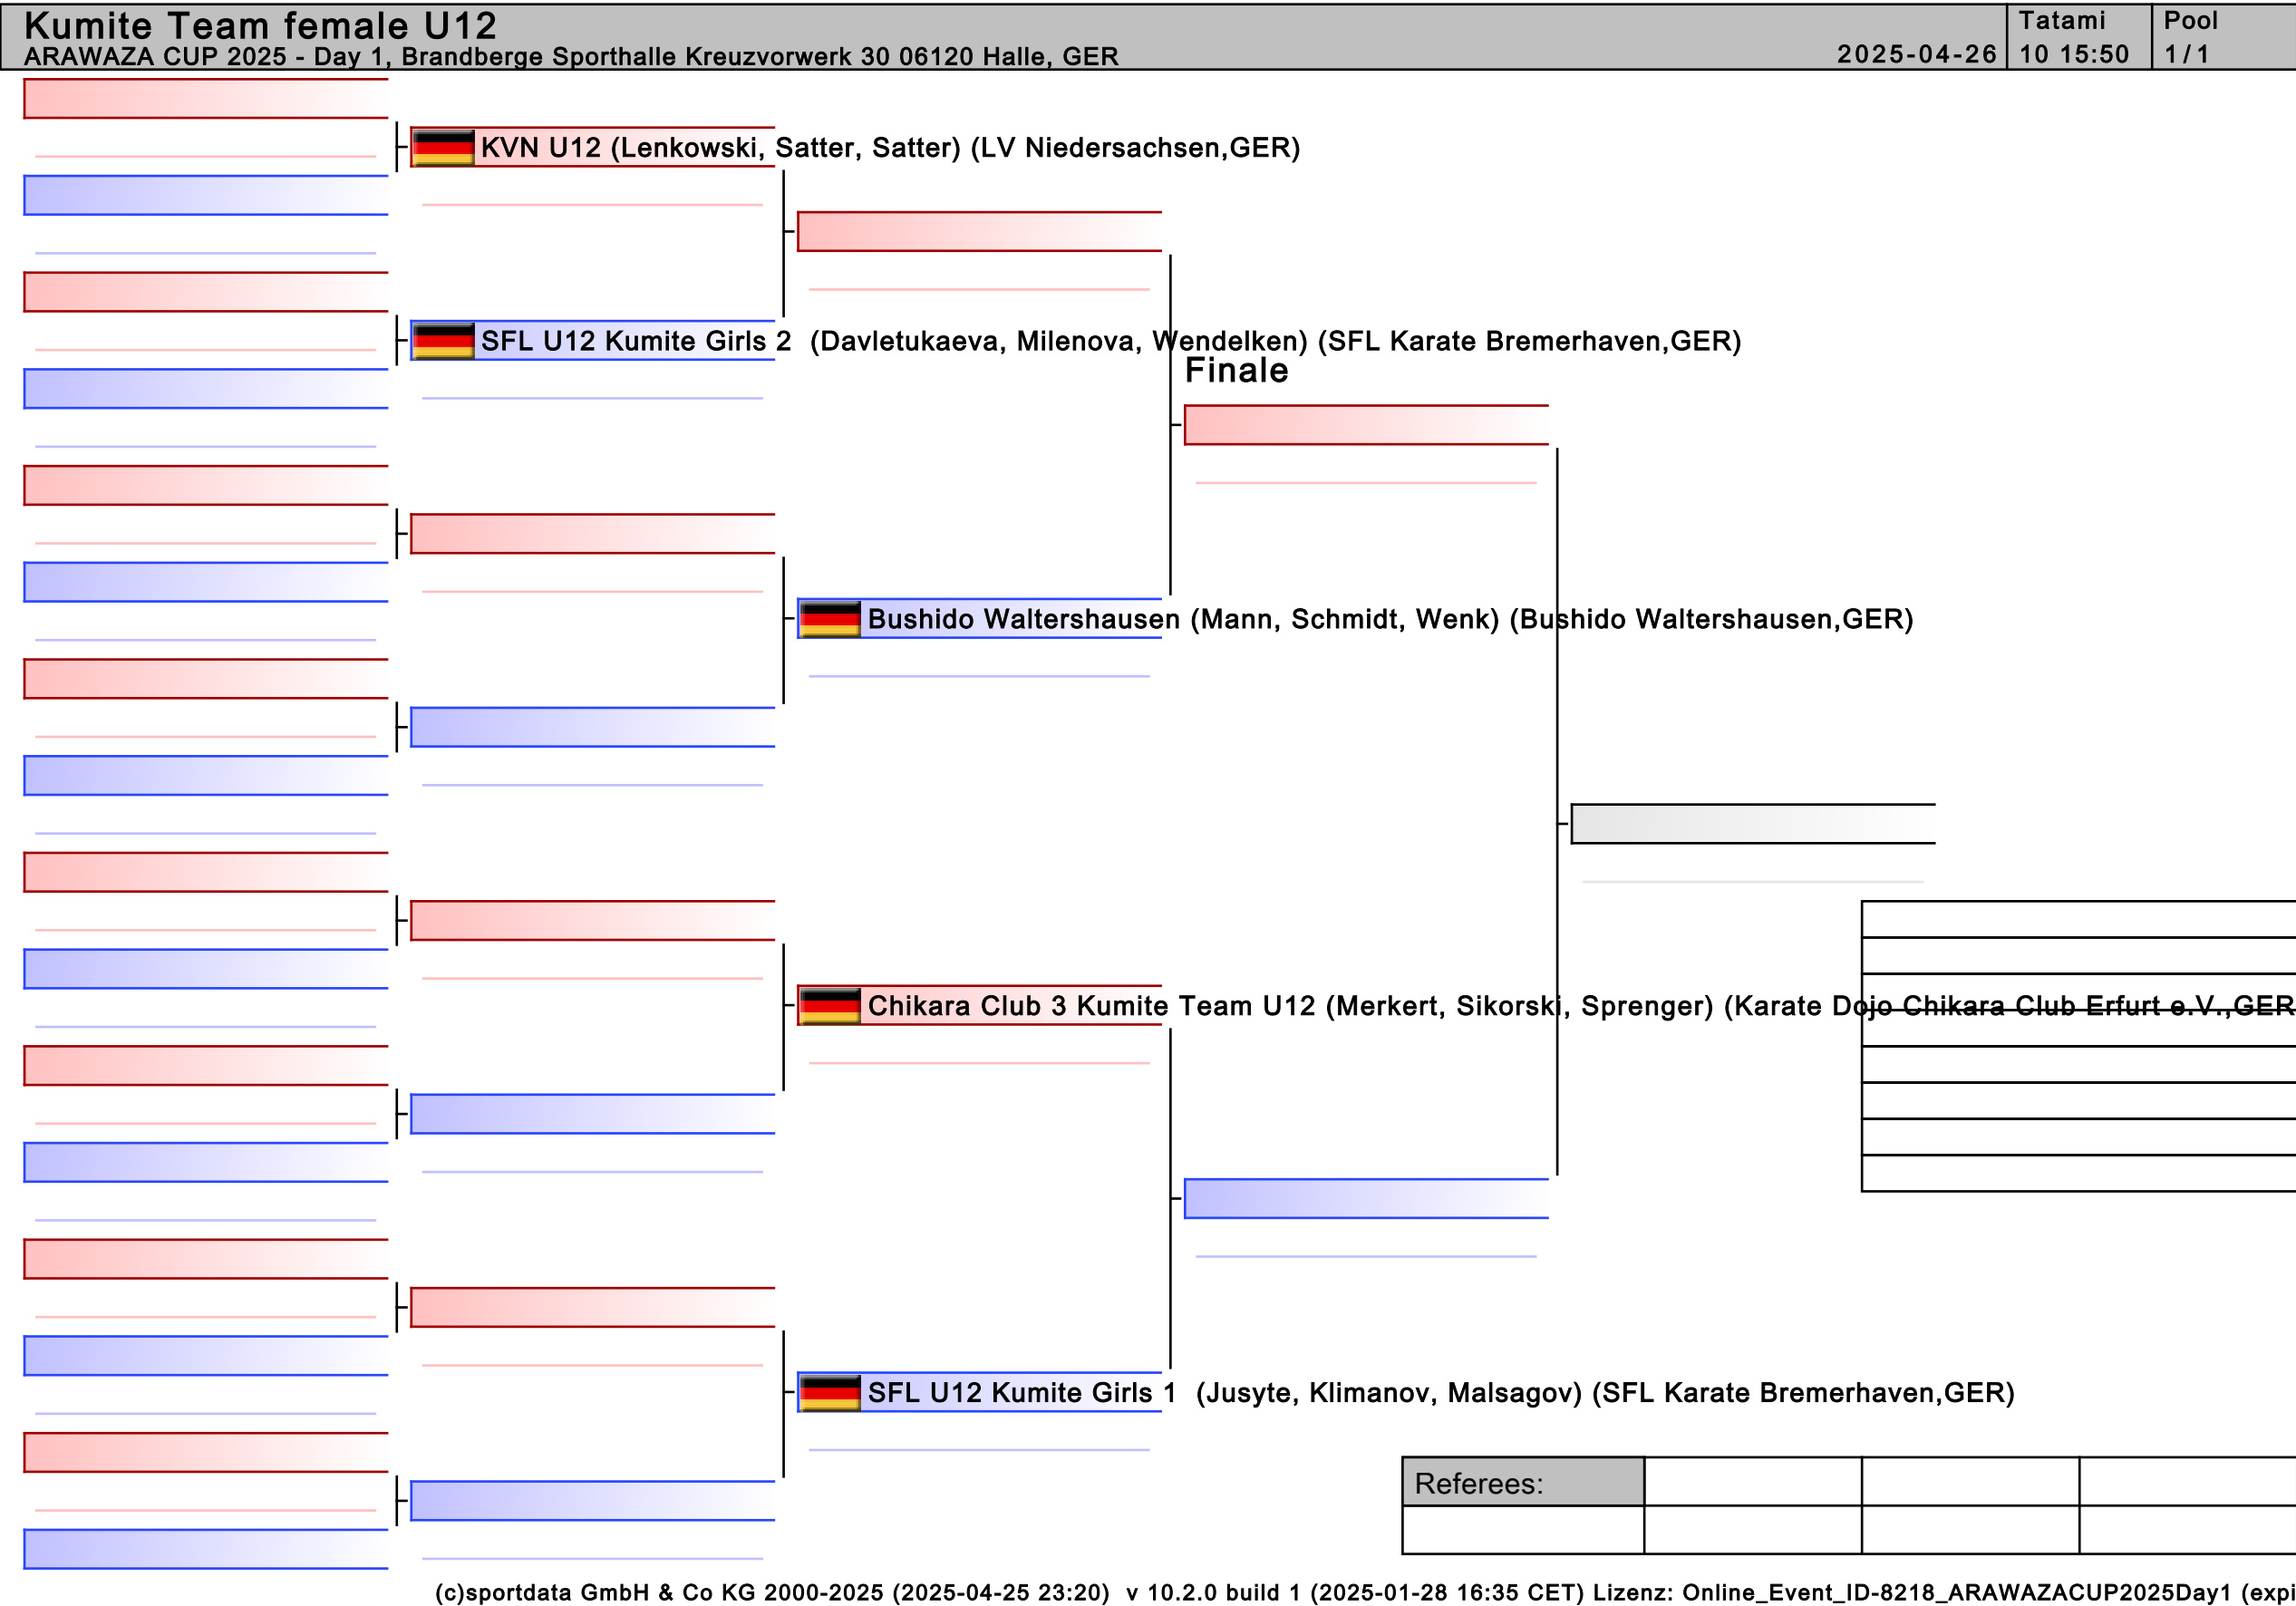 Kumite Team female U12
ARAWAZA CUP 2025 - Day 1, Brandberge Sporthalle Kreuzvorwerk 30 06120 Halle, GER
2025-04-26
Tatami
10 15:50
Pool
1/1
KVN U12 (Lenkowski, Satter, Satter) (LV Niedersachsen,GER)
SFL U12 Kumite Girls 2 (Davletukaeva, Milenova, Wendelken) (SFL Karate Bremerhaven,GER)
Finale
Bushido Waltershausen (Mann, Schmidt, Wenk) (Bushido Waltershausen,GER)
Chikara Club 3 Kumite Team U12 (Merkert, Sikorski, Sprenger) (Karate Dojo Chikara Club Erfurt e.V.,GER
SFL U12 Kumite Girls 1 (Jusyte, Klimanov, Malsagov) (SFL Karate Bremerhaven,GER)
Referees:
(c)sportdata GmbH & Co KG 2000-2025 (2025-04-25 23:20) v 10.2.0 build 1 (2025-01-28 16:35 CET) Lizenz: Online_Event_ID-8218_ARAWAZACUP2025Day1 (expi